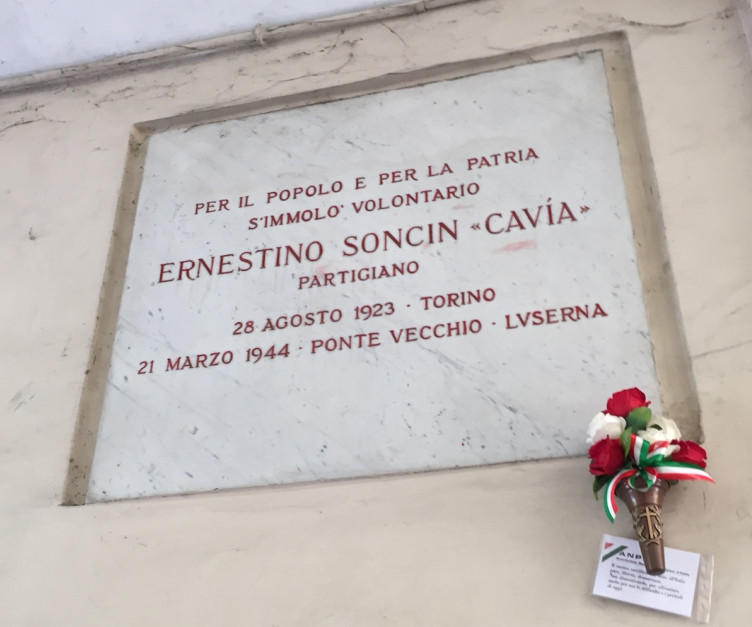 PER IL POPOLO E PER LA PATRIA
S'IMMOLO' VOLONTARIO
ERNESTINO SONCIN «CAVÍA»
PARTIGIANO
28 AGOSTO 1923 · TORINO
21 MARZO 1944 · PONTE VECCHIO · LVSERNA
ANP